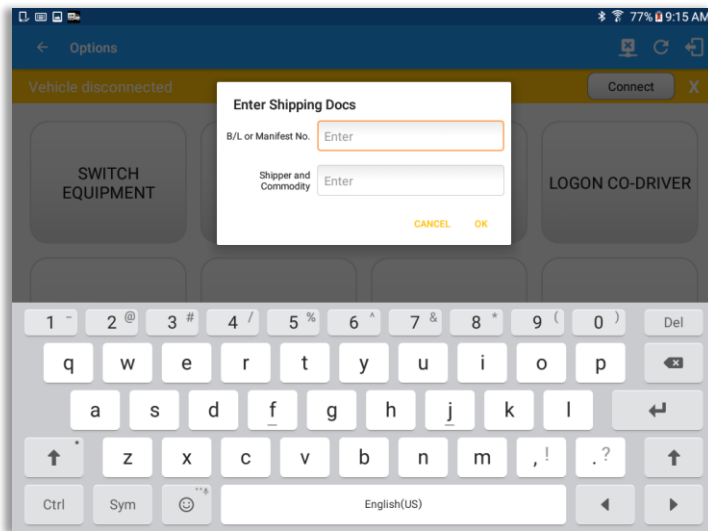 77% 9:15 AM
Options
Vehicle disconnected
Connect X
Enter Shipping Docs
B/L or Manifest No. Enter
Shipper and Commodity Enter
CANCEL OK
SWITCH EQUIPMENT
LOGON CO-DRIVER
1 - 2 @ 3 # 4 / 5 % 6 ^ 7 & 8 * 9 ( 0 ) Del
q w e r t y u i o p
a s d f g h j k l
z x c v b n m , ! . ?
Ctrl Sym English(US)